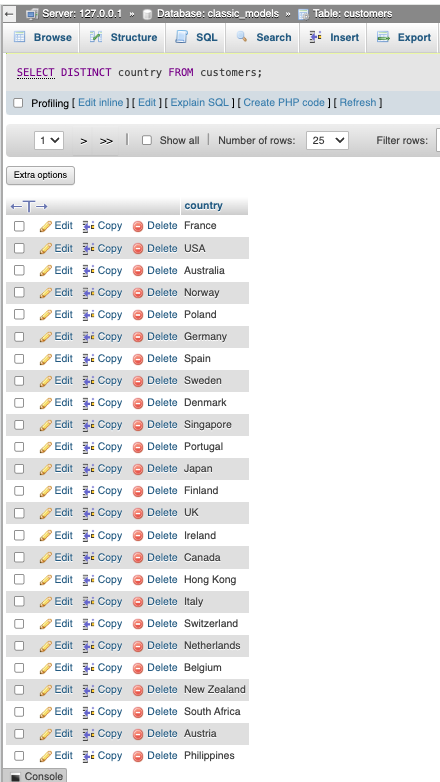 ← Server: 127.0.0.1 » Database: classic_models » Table: customers
Browse Structure SQL Search Insert Export
SELECT DISTINCT country FROM customers;
Profiling [ Edit inline ] [ Edit ] [ Explain SQL ] [ Create PHP code ] [ Refresh ]
1 > >> Show all Number of rows: 25 Filter rows:
Extra options
←T→ country
Edit Copy Delete France
Edit Copy Delete USA
Edit Copy Delete Australia
Edit Copy Delete Norway
Edit Copy Delete Poland
Edit Copy Delete Germany
Edit Copy Delete Spain
Edit Copy Delete Sweden
Edit Copy Delete Denmark
Edit Copy Delete Singapore
Edit Copy Delete Portugal
Edit Copy Delete Japan
Edit Copy Delete Finland
Edit Copy Delete UK
Edit Copy Delete Ireland
Edit Copy Delete Canada
Edit Copy Delete Hong Kong
Edit Copy Delete Italy
Edit Copy Delete Switzerland
Edit Copy Delete Netherlands
Edit Copy Delete Belgium
Edit Copy Delete New Zealand
Edit Copy Delete South Africa
Edit Copy Delete Austria
Edit Copy Delete Philippines
Console